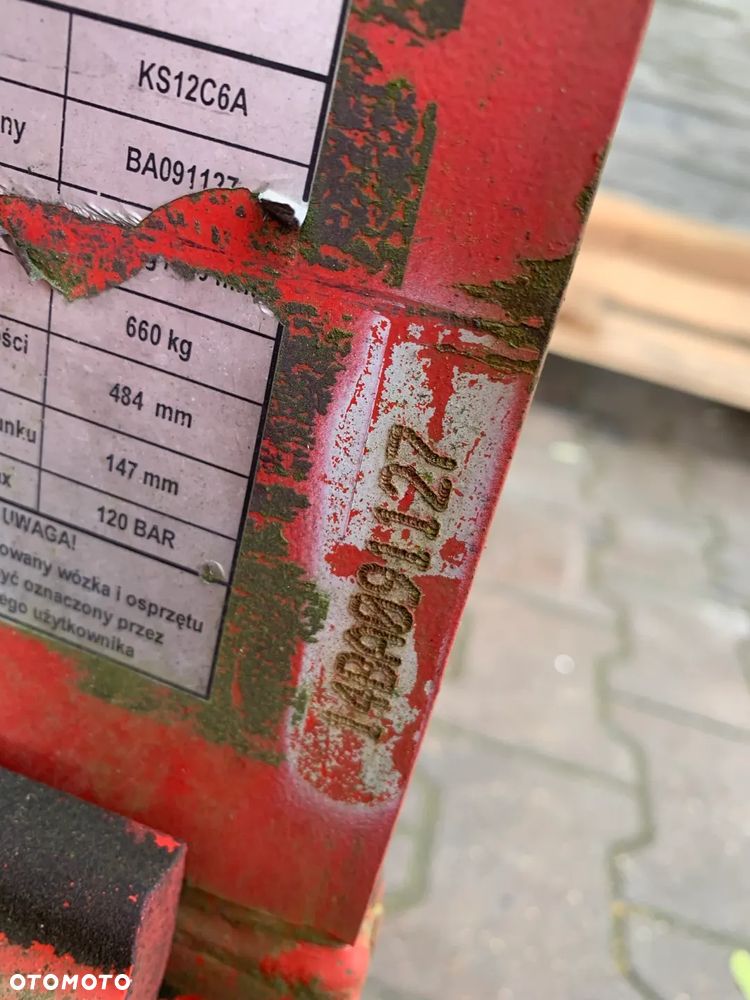 KS12C6A
ny
BA091127
660 kg
ści
484 mm
unku
147 mm
ax
120 BAR
UWAGA!
owany wózka i osprzętu
yć oznaczony przez
ego użytkownika
14BA091127
OTOMOTO